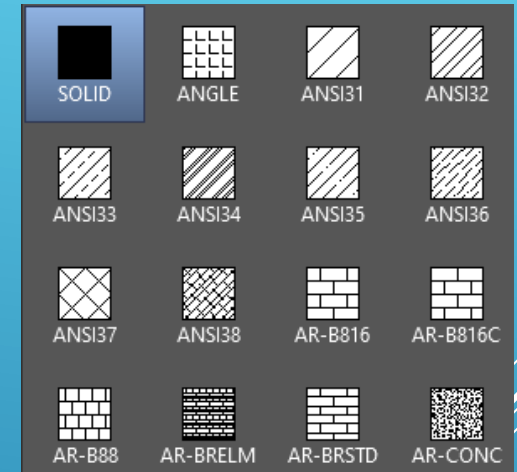 SOLID ANGLE ANSI31 ANSI32
ANSI33 ANSI34 ANSI35 ANSI36
ANSI37 ANSI38 AR-B816 AR-B816C
AR-B88 AR-BRELM AR-BRSTD AR-CONC